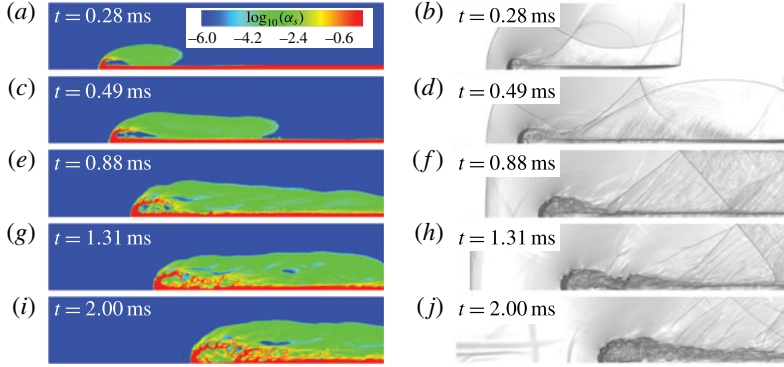 (a) t = 0.28 ms log₁₀(αₛ) (b) t = 0.28 ms
–6.0 –4.2 –2.4 –0.6
(c) t = 0.49 ms (d) t = 0.49 ms
(e) t = 0.88 ms (f) t = 0.88 ms
(g) t = 1.31 ms (h) t = 1.31 ms
(i) t = 2.00 ms (j) t = 2.00 ms